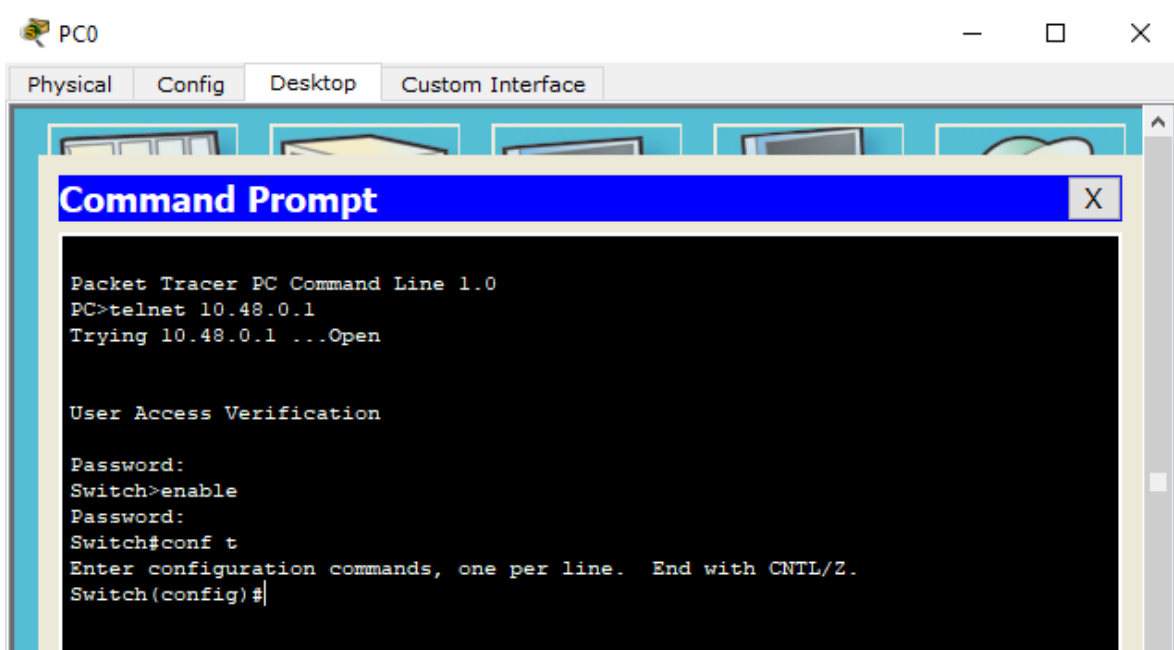 PC0
Physical Config Desktop Custom Interface
Command Prompt X
Packet Tracer PC Command Line 1.0
PC>telnet 10.48.0.1
Trying 10.48.0.1 ...Open
User Access Verification
Password:
Switch>enable
Password:
Switch#conf t
Enter configuration commands, one per line.  End with CNTL/Z.
Switch(config)#